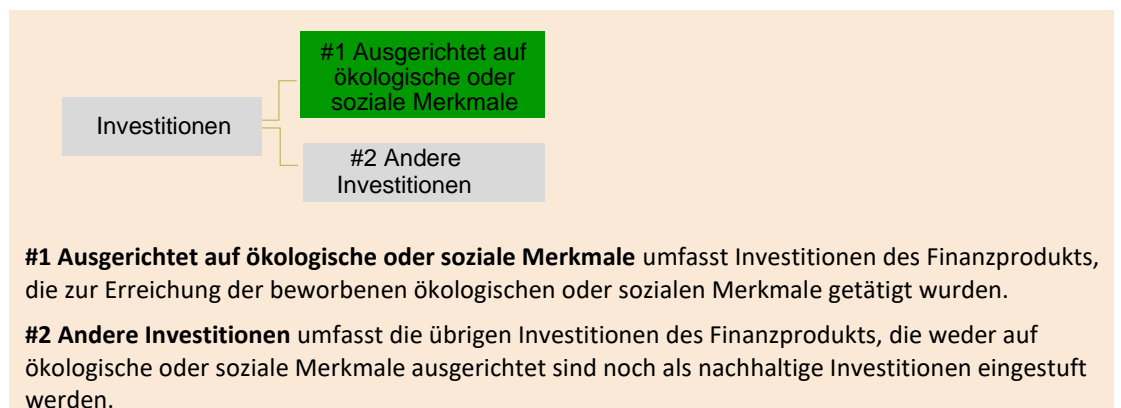 #1 Ausgerichtet auf
ökologische oder
soziale Merkmale
Investitionen
#2 Andere
Investitionen
#1 Ausgerichtet auf ökologische oder soziale Merkmale umfasst Investitionen des Finanzprodukts,
die zur Erreichung der beworbenen ökologischen oder sozialen Merkmale getätigt wurden.
#2 Andere Investitionen umfasst die übrigen Investitionen des Finanzprodukts, die weder auf
ökologische oder soziale Merkmale ausgerichtet sind noch als nachhaltige Investitionen eingestuft
werden.